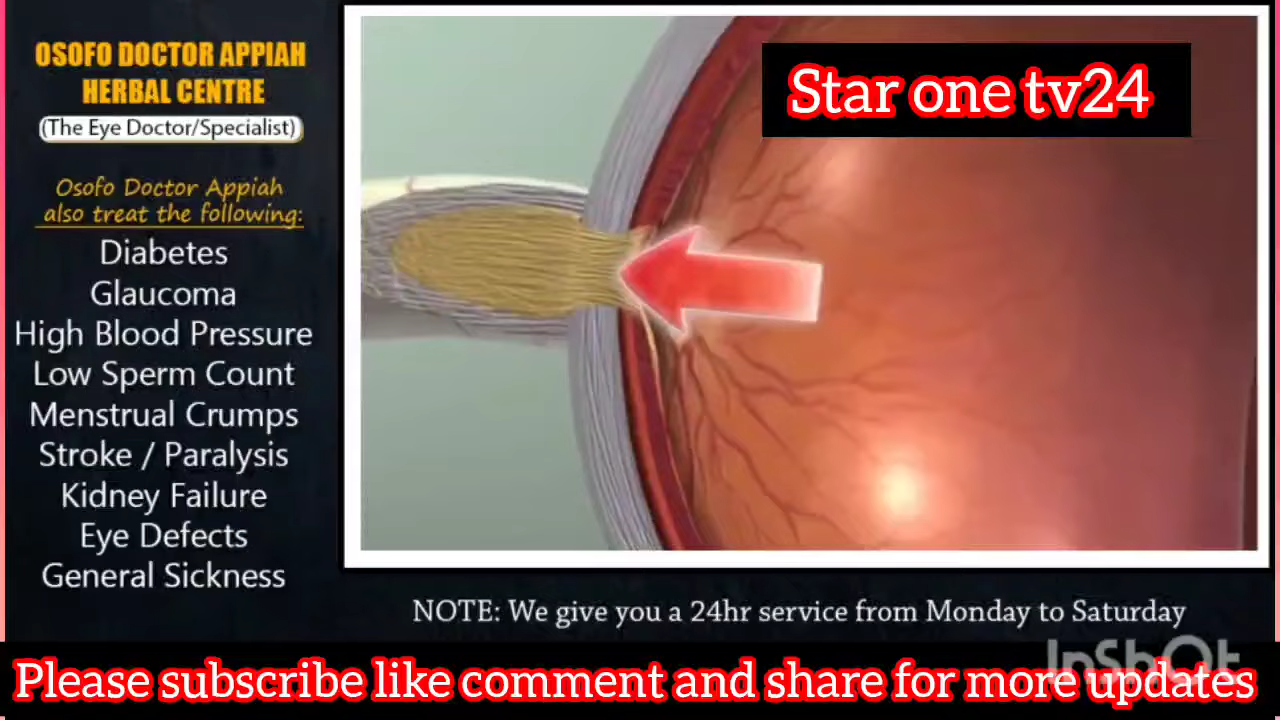 OSOFO DOCTOR APPIAH
HERBAL CENTRE
(The Eye Doctor/Specialist)
Osofo Doctor Appiah
also treat the following:
Diabetes
Glaucoma
High Blood Pressure
Low Sperm Count
Menstrual Crumps
Stroke / Paralysis
Kidney Failure
Eye Defects
General Sickness
Star one tv24
NOTE: We give you a 24hr service from Monday to Saturday
InShOt
Please subscribe like comment and share for more updates